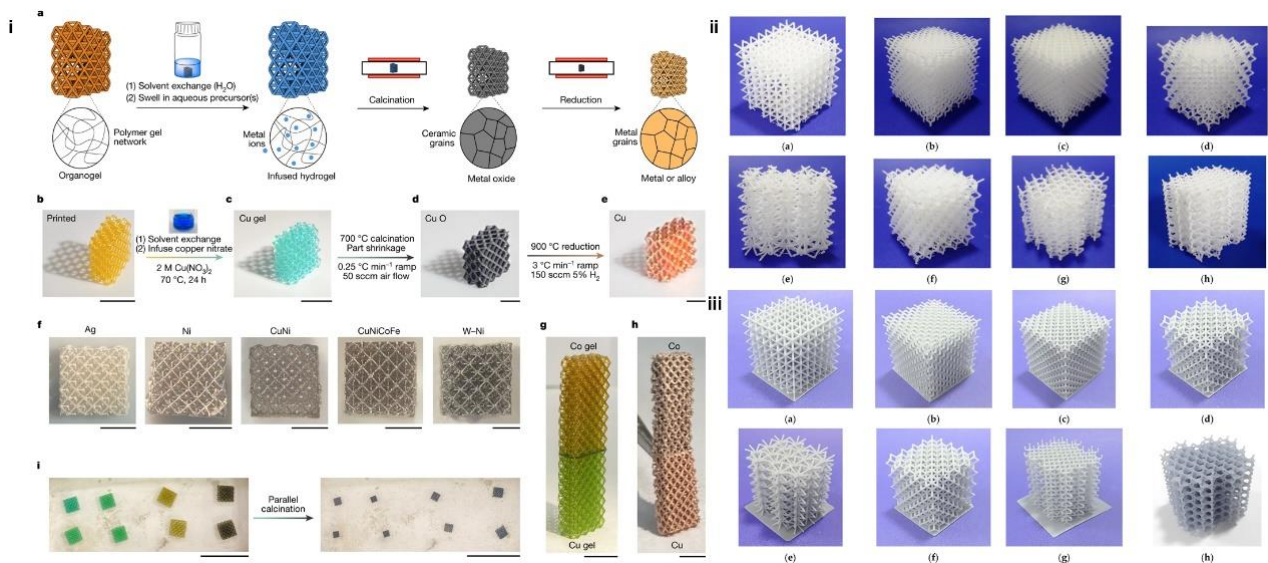 i
a
(1) Solvent exchange (H₂O)
(2) Swell in aqueous precursor(s)
Calcination
Reduction
Polymer gel
network
Organogel
Metal
ions
Infused hydrogel
Ceramic
grains
Metal oxide
Metal
grains
Metal or alloy
b
Printed
(1) Solvent exchange
(2) Infuse copper nitrate
2 M Cu(NO₃)₂
70 °C, 24 h
c
Cu gel
700 °C calcination
Part shrinkage
0.25 °C min⁻¹ ramp
50 sccm air flow
d
Cu O
900 °C reduction
3 °C min⁻¹ ramp
150 sccm 5% H₂
e
Cu
f
Ag
Ni
CuNi
CuNiCoFe
W–Ni
g
Co gel
Cu gel
h
Co
Cu
i
Parallel
calcination
ii
(a)
(b)
(c)
(d)
(e)
(f)
(g)
(h)
iii
(a)
(b)
(c)
(d)
(e)
(f)
(g)
(h)